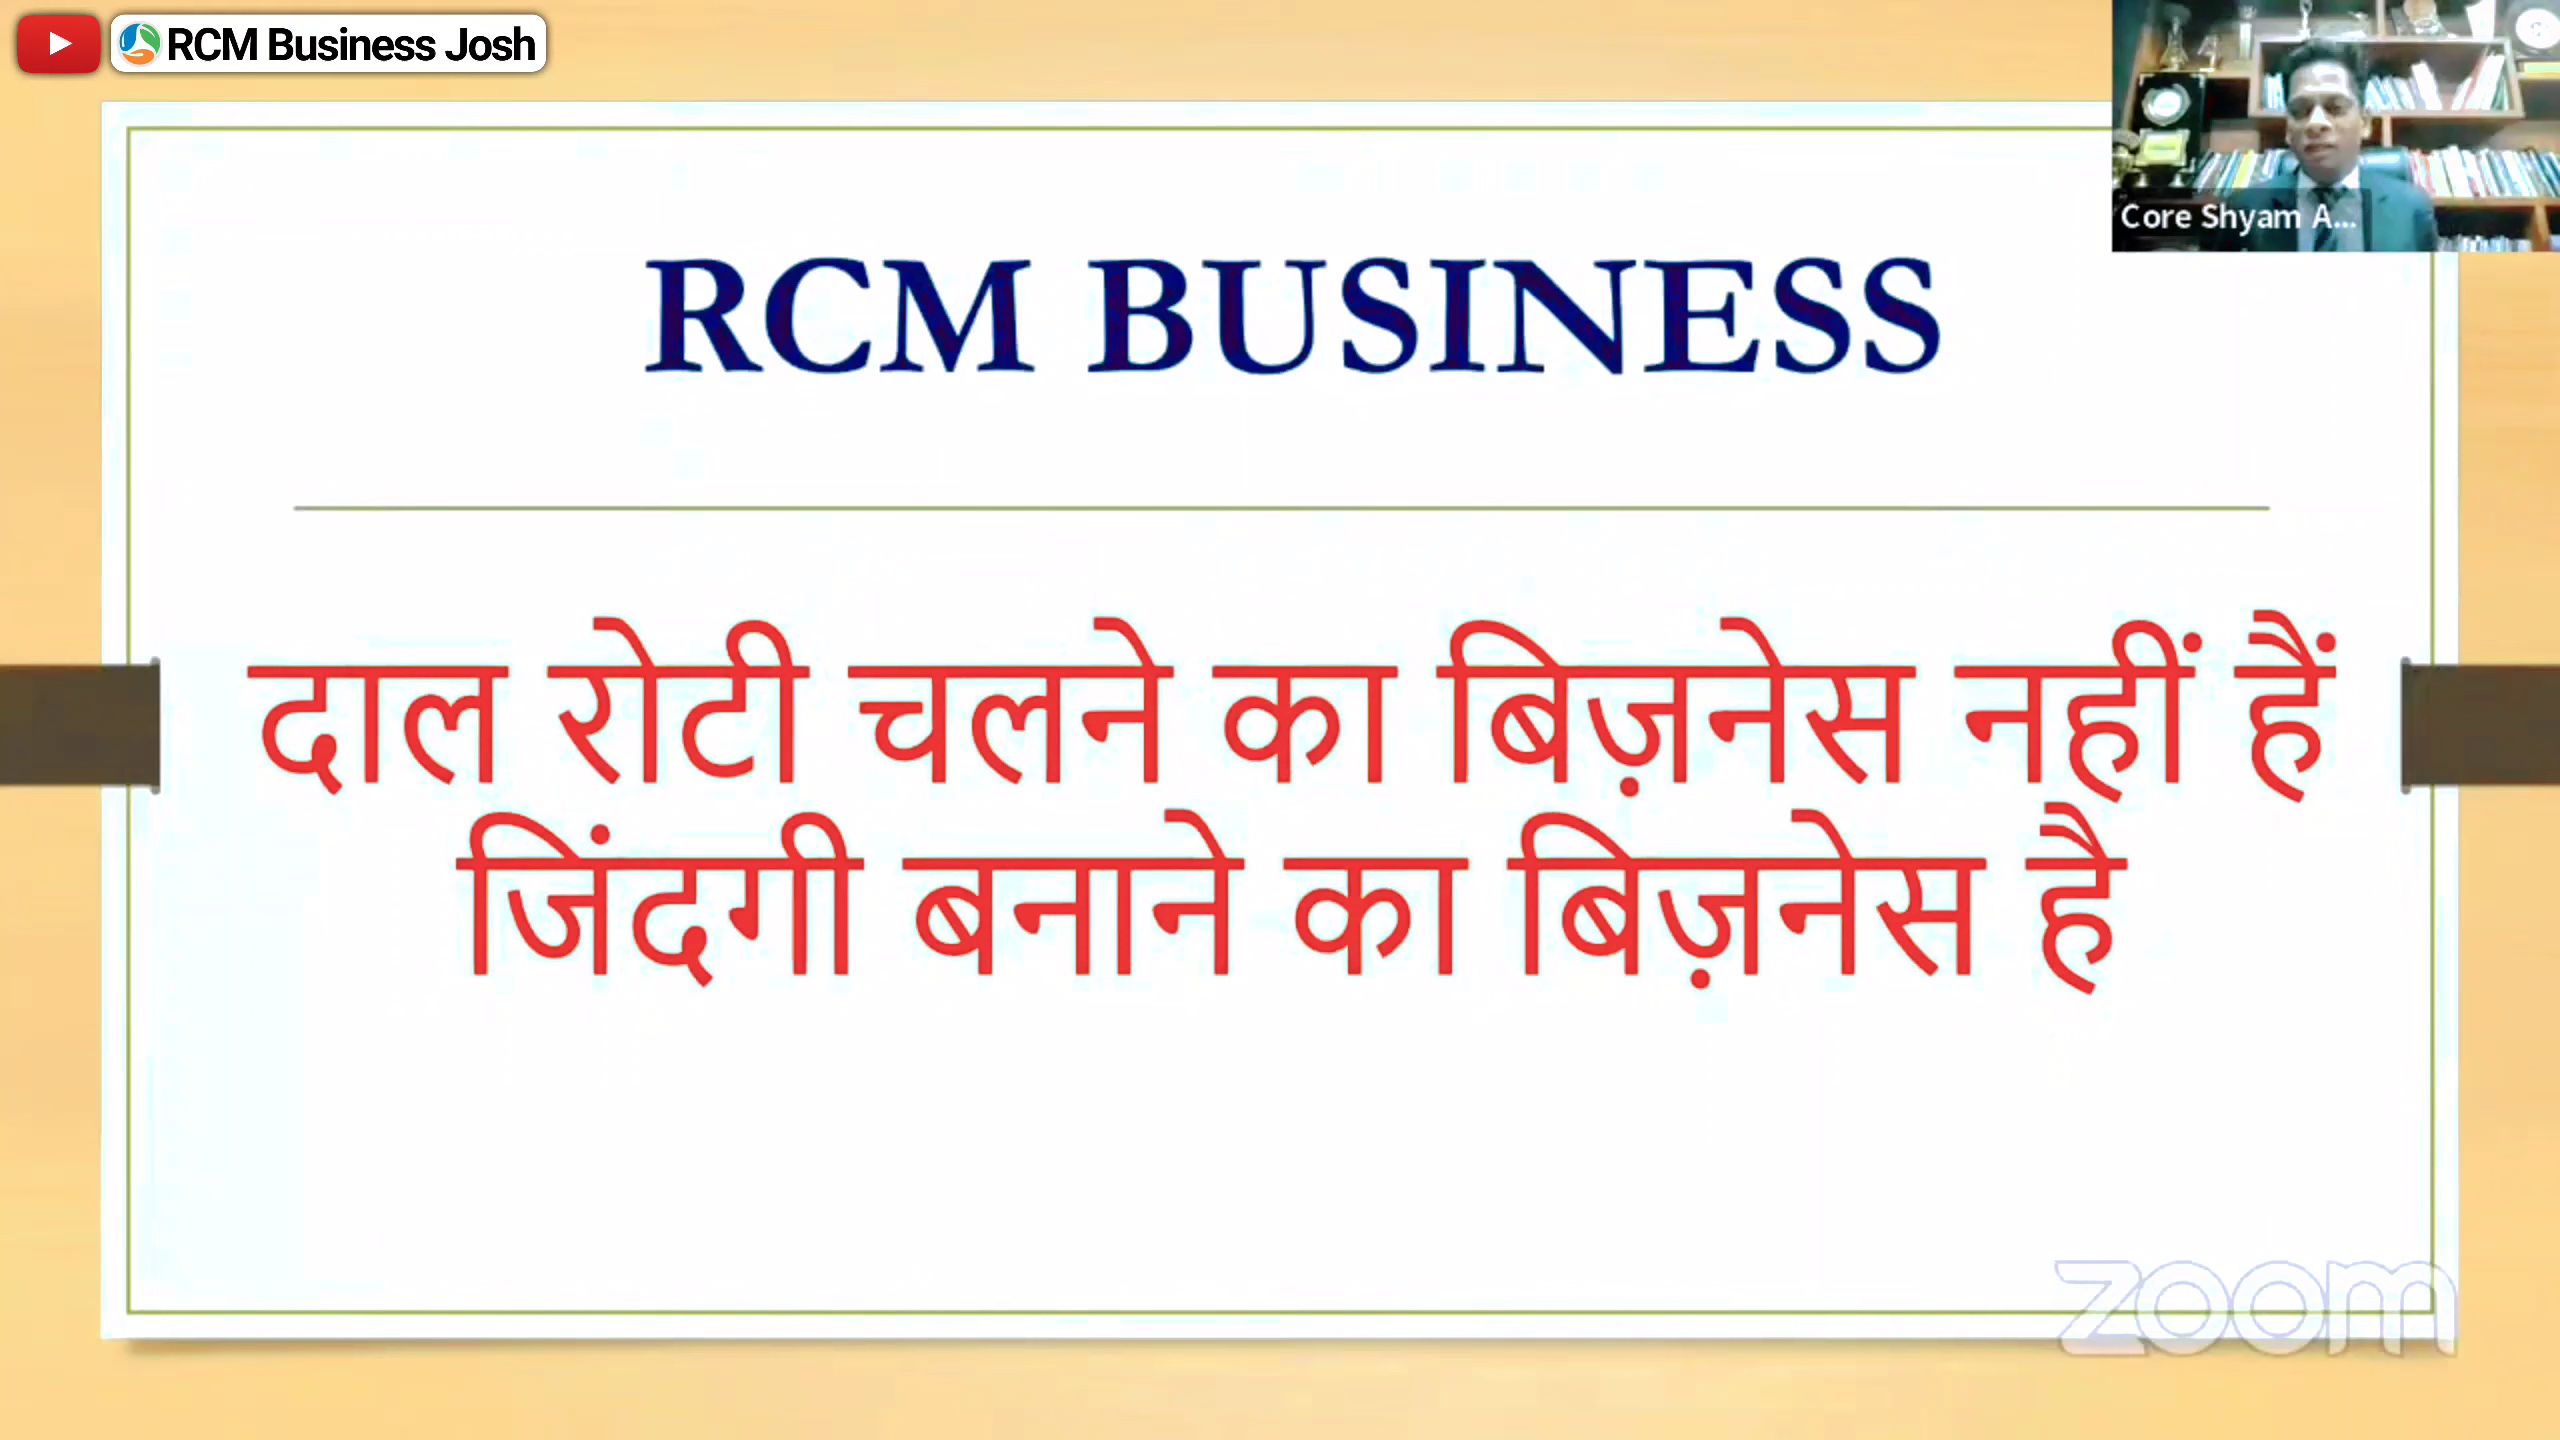 RCM Business Josh
Core Shyam A...
RCM BUSINESS
दाल रोटी चलने का बिज़नेस नहीं हैं
जिंदगी बनाने का बिज़नेस है
zoom